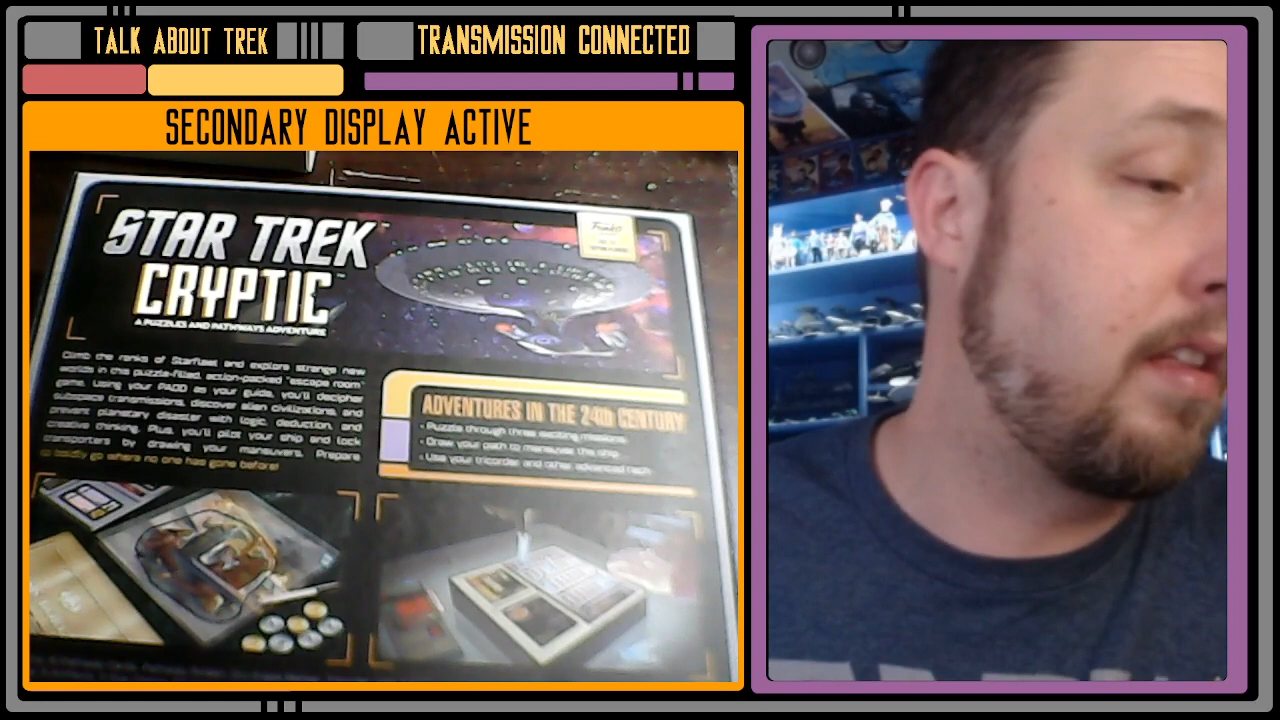 TALK ABOUT TREK
TRANSMISSION CONNECTED
SECONDARY DISPLAY ACTIVE
STAR TREK
CRYPTIC
A PUZZLES AND PATHWAYS ADVENTURE
Funko
Climb the ranks of Starfleet and explore strange new
worlds in this puzzle-filled, action-packed "escape room"
game. Using your PADD as your guide, you'll decipher
subspace transmissions, discover alien civilizations, and
prevent planetary disaster with logic, deduction, and
creative thinking. Plus, you'll pilot your ship and lock
transporters by drawing your maneuvers. Prepare
to boldly go where no one has gone before!
ADVENTURES IN THE 24th CENTURY
• Puzzle through three exciting missions
• Draw your path to maneuver the ship
• Use your tricorder and other advanced tech